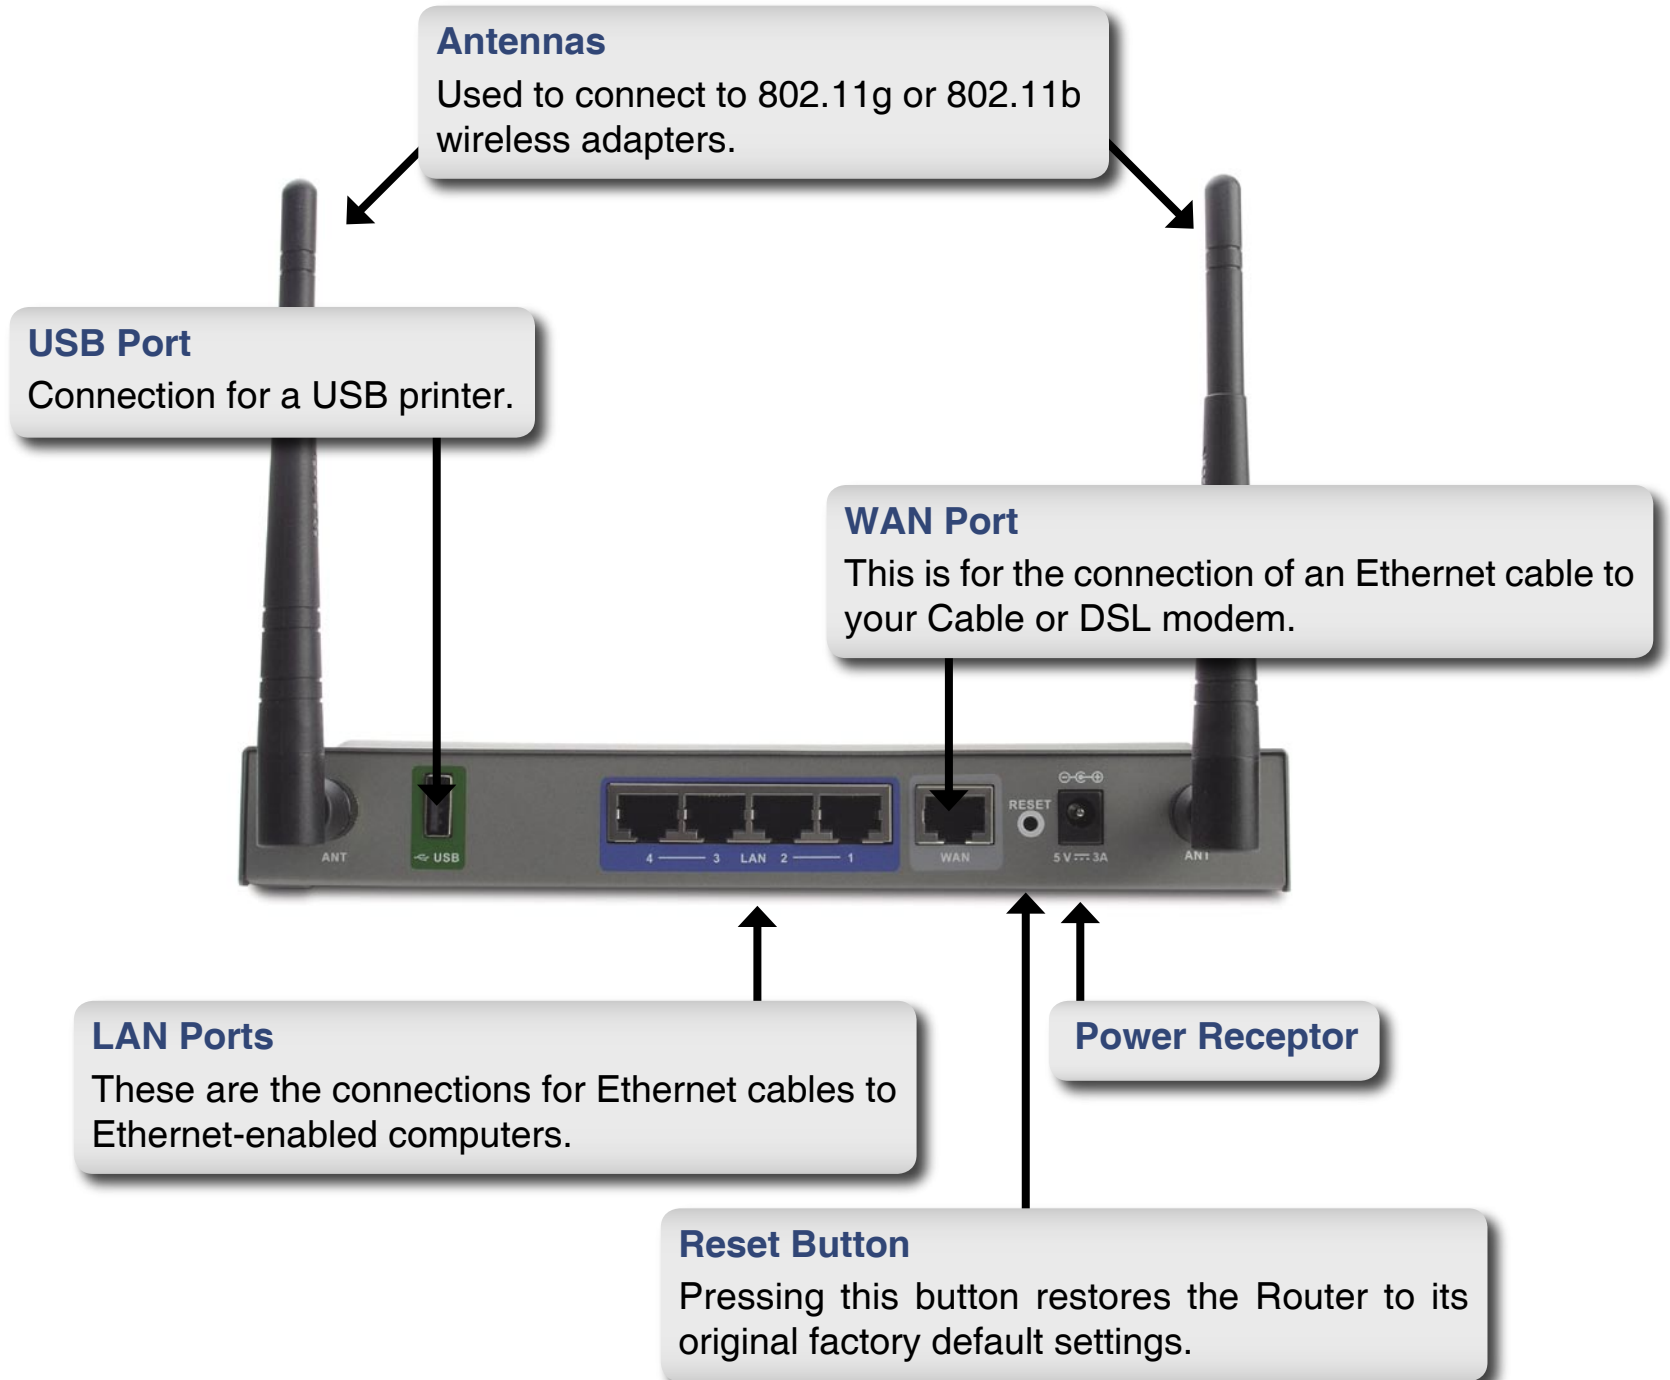 Antennas
Used to connect to 802.11g or 802.11b
wireless adapters.
USB Port
Connection for a USB printer.
WAN Port
This is for the connection of an Ethernet cable to
your Cable or DSL modem.
RESET
ANT
USB
4 3 LAN 2 1
WAN
5V 3A
ANT
LAN Ports
These are the connections for Ethernet cables to
Ethernet-enabled computers.
Power Receptor
Reset Button
Pressing this button restores the Router to its
original factory default settings.